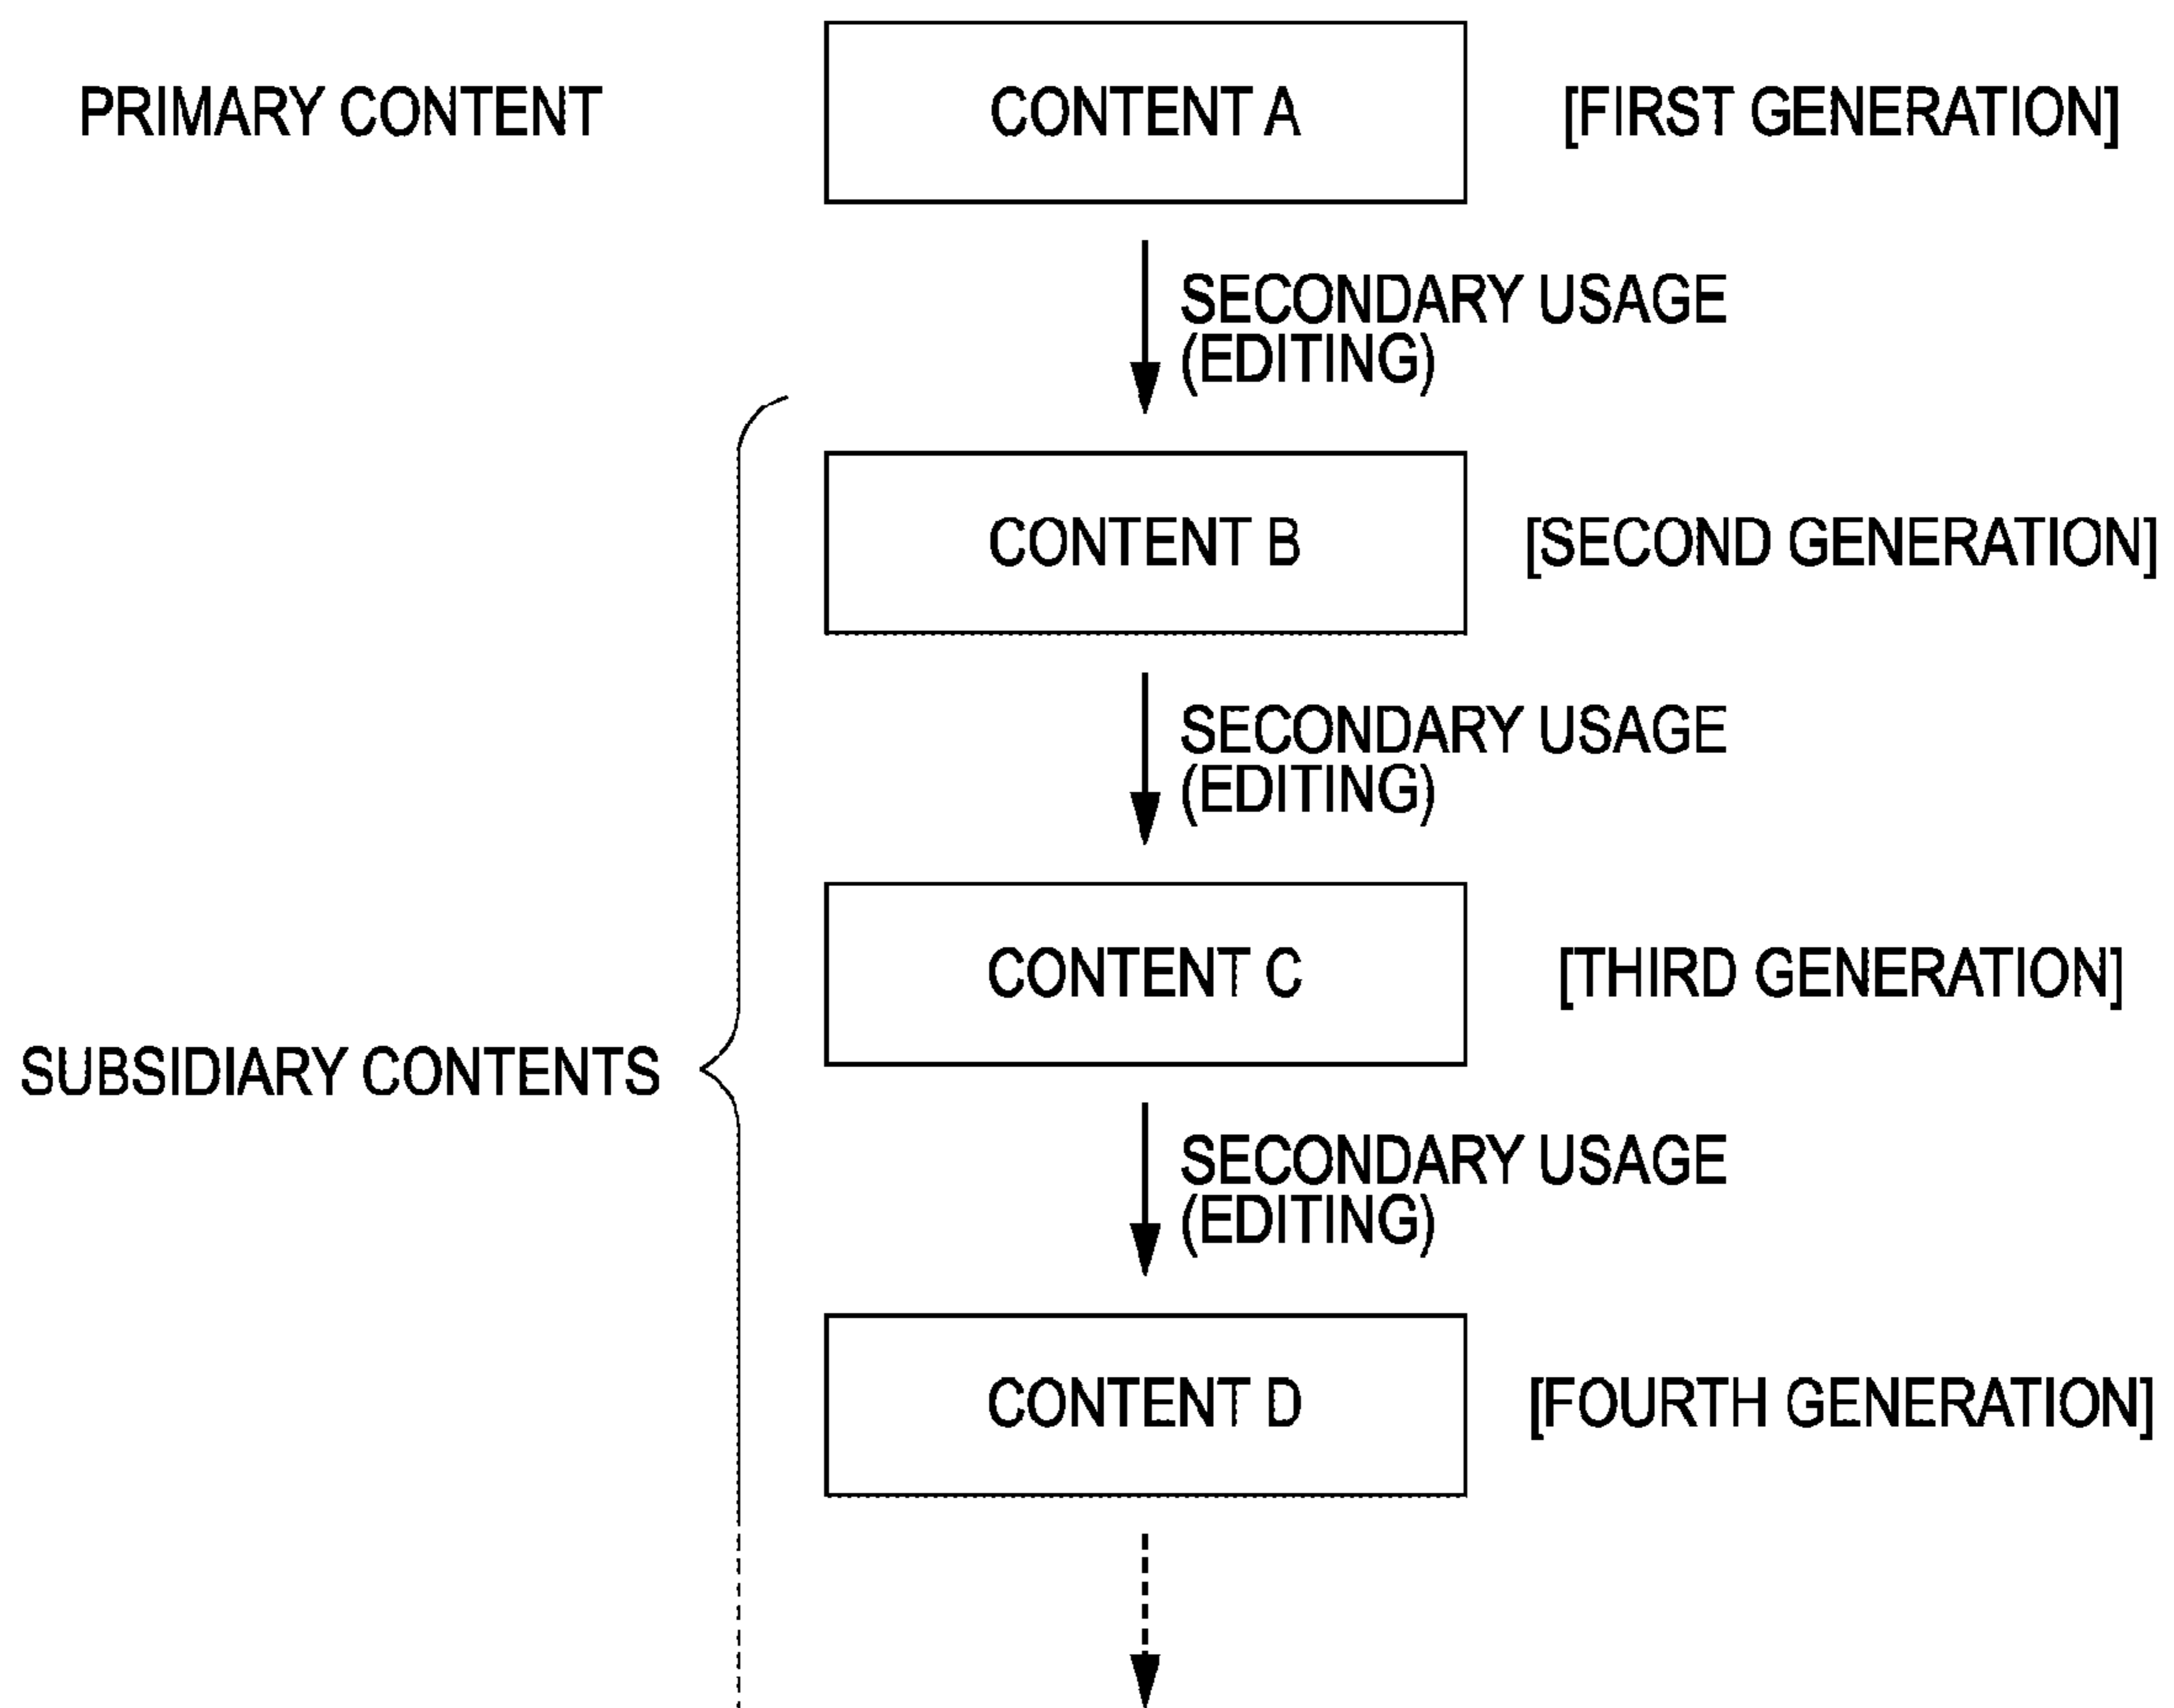 PRIMARY CONTENT
CONTENT A
[FIRST GENERATION]
SECONDARY USAGE
(EDITING)
CONTENT B
[SECOND GENERATION]
SECONDARY USAGE
(EDITING)
CONTENT C
[THIRD GENERATION]
SUBSIDIARY CONTENTS
SECONDARY USAGE
(EDITING)
CONTENT D
[FOURTH GENERATION]